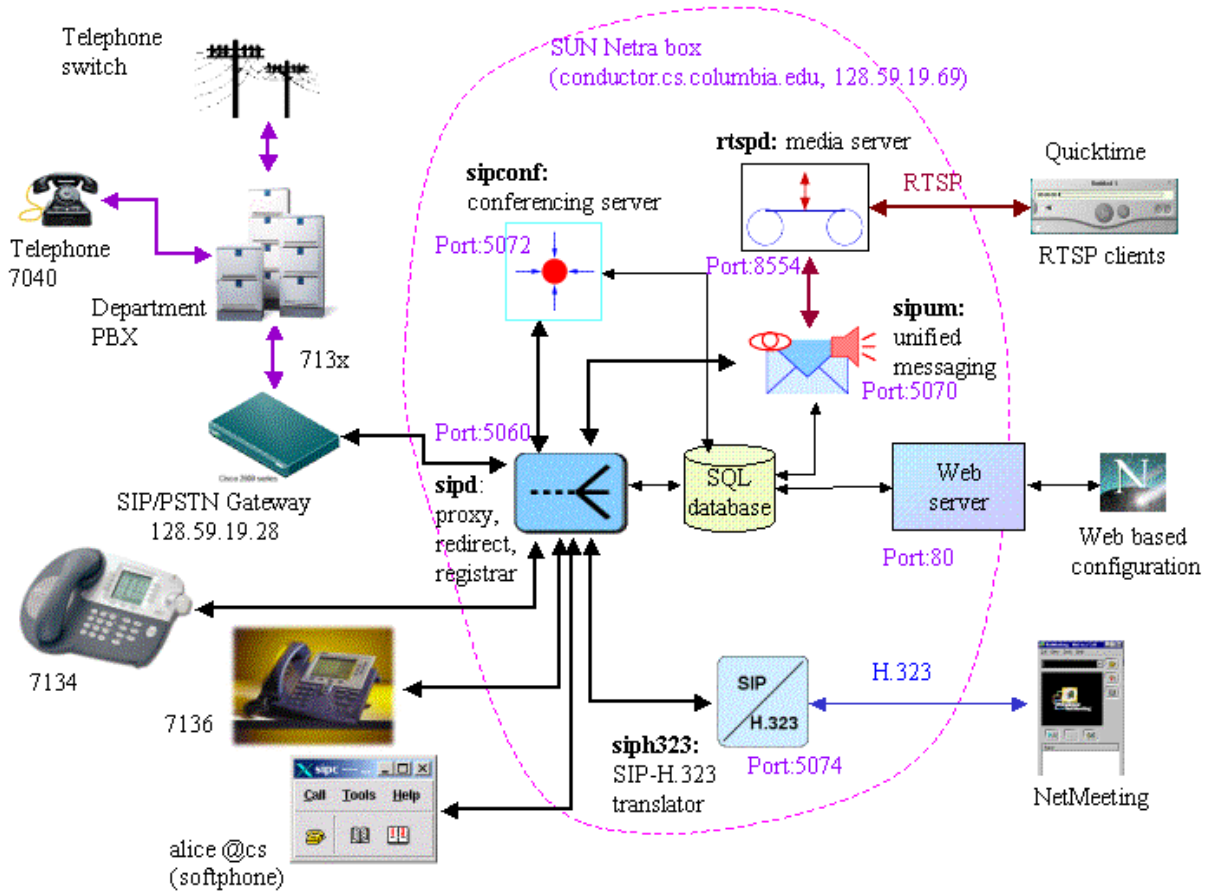 Telephone
switch
SUN Netra box
(conductor.cs.columbia.edu, 128.59.19.69)
rtspd: media server
Quicktime
RTSP
RTSP clients
sipconf:
conferencing server
Port:5072
Port:8554
Telephone
7040
Department
PBX
713x
sipum:
unified
messaging
Port:5070
Port:5060
Cisco 2600 series
SIP/PSTN Gateway
128.59.19.28
sipd:
proxy,
redirect,
registrar
SQL
database
Web
server
Port:80
N
Web based
configuration
7134
7136
SIP
H.323
H.323
siph323:
SIP-H.323
translator
Port:5074
NetMeeting
sipc
Call Tools Help
alice @cs
(softphone)